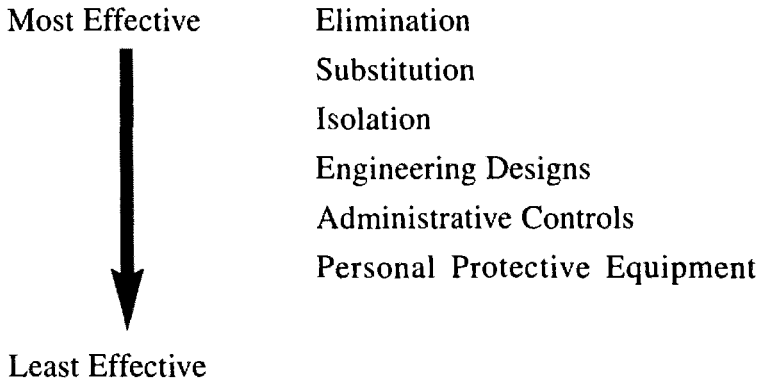 Most Effective Elimination
Substitution
Isolation
Engineering Designs
Administrative Controls
Personal Protective Equipment
Least Effective